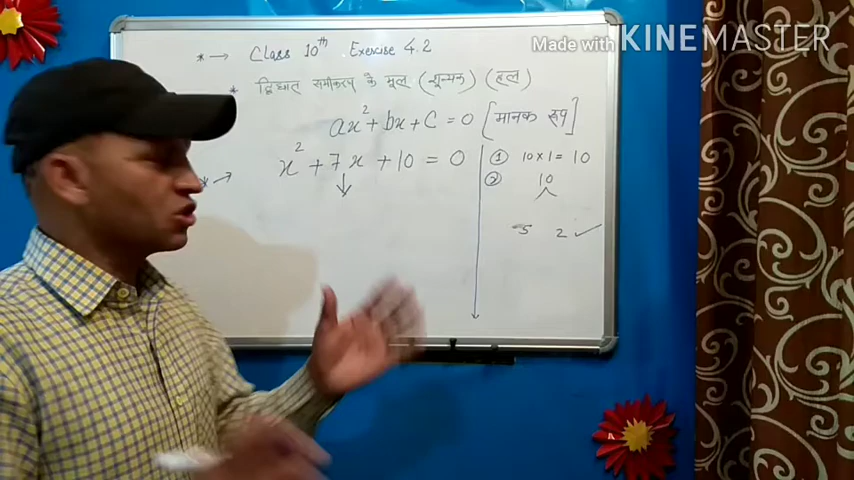 Made with KINEMASTER
*→ Class 10th Exercise 4.2
* द्विघात समीकरण के मूल (शून्यक) (हल)
ax² + bx + c = 0 [मानक रूप]
*→ x² + 7x + 10 = 0
↓
① 10 x 1 = 10
② 10
5 2 ✓